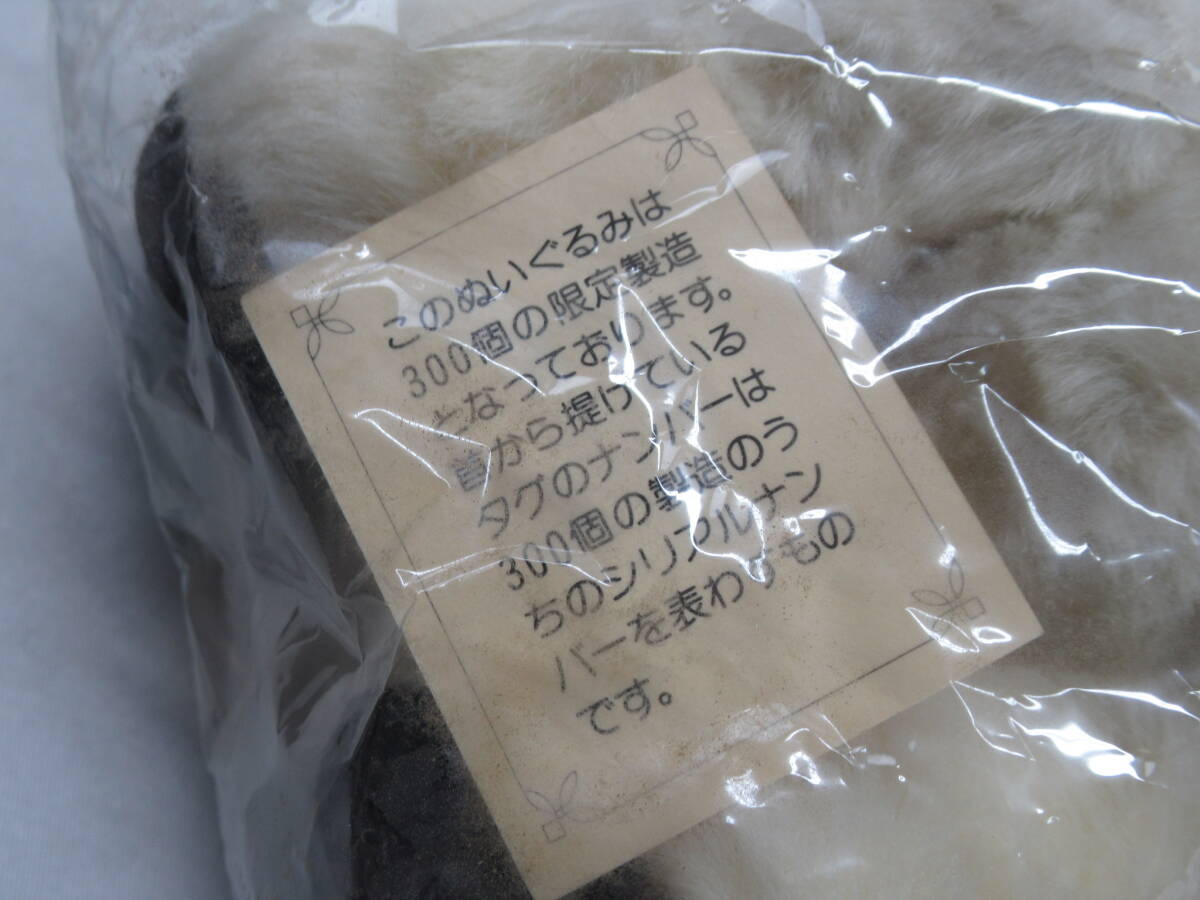 このぬいぐるみは
300個の限定製造
となっております。
首から提げている
タグのナンバーは
300個の製造のう
ちのシリアルナン
バーを表わすもの
です。